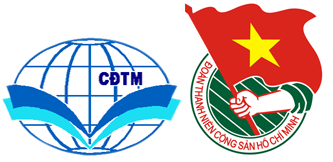 CĐTM
ĐOÀN THANH NIÊN CỘNG SẢN HỒ CHÍ MINH